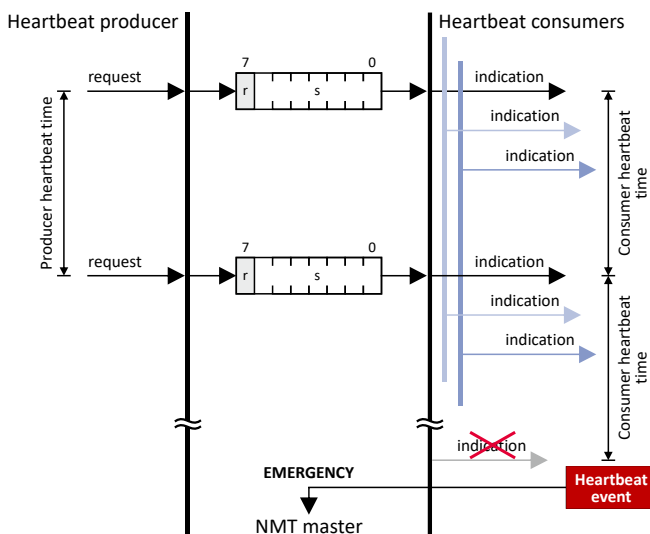 Heartbeat producer
Heartbeat consumers
7
0
request
r
s
indication
indication
indication
Producer heartbeat time
Consumer heartbeat
time
7
0
request
r
s
indication
indication
indication
Consumer heartbeat
time
indication
EMERGENCY
Heartbeat
event
NMT master